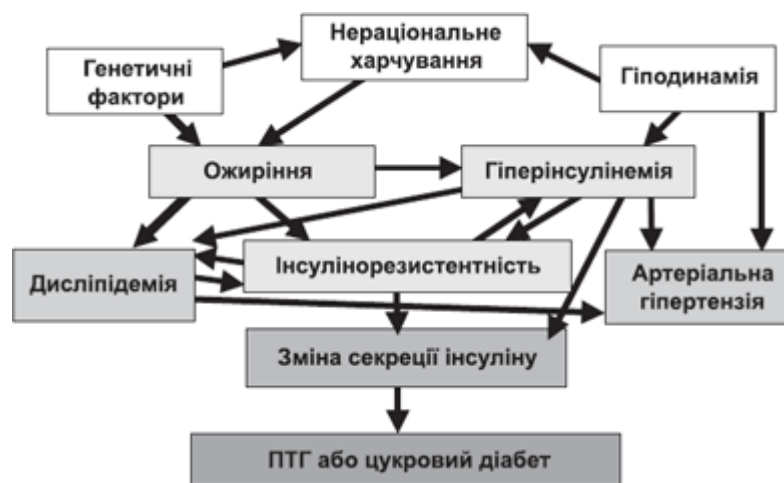 Нераціональне
харчування
Генетичні
фактори
Гіподинамія
Ожиріння
Гіперінсулінемія
Дисліпідемія
Інсулінорезистентність
Артеріальна
гіпертензія
Зміна секреції інсуліну
ПТГ або цукровий діабет